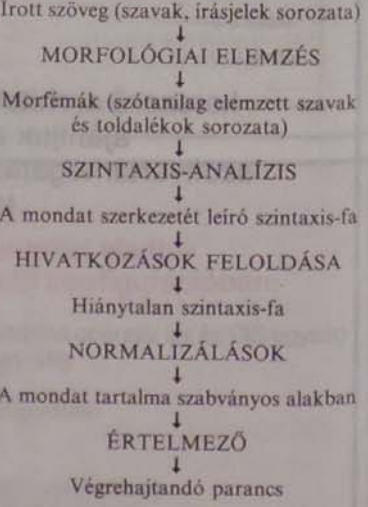 Írott szöveg (szavak, írásjelek sorozata)
↓
MORFOLÓGIAI ELEMZÉS
↓
Morfémák (szótanilag elemzett szavak
és toldalékok sorozata)
↓
SZINTAXIS-ANALÍZIS
↓
A mondat szerkezetét leíró szintaxis-fa
↓
HIVATKOZÁSOK FELOLDÁSA
↓
Hiánytalan szintaxis-fa
↓
NORMALIZÁLÁSOK
↓
A mondat tartalma szabványos alakban
↓
ÉRTELMEZŐ
↓
Végrehajtandó parancs